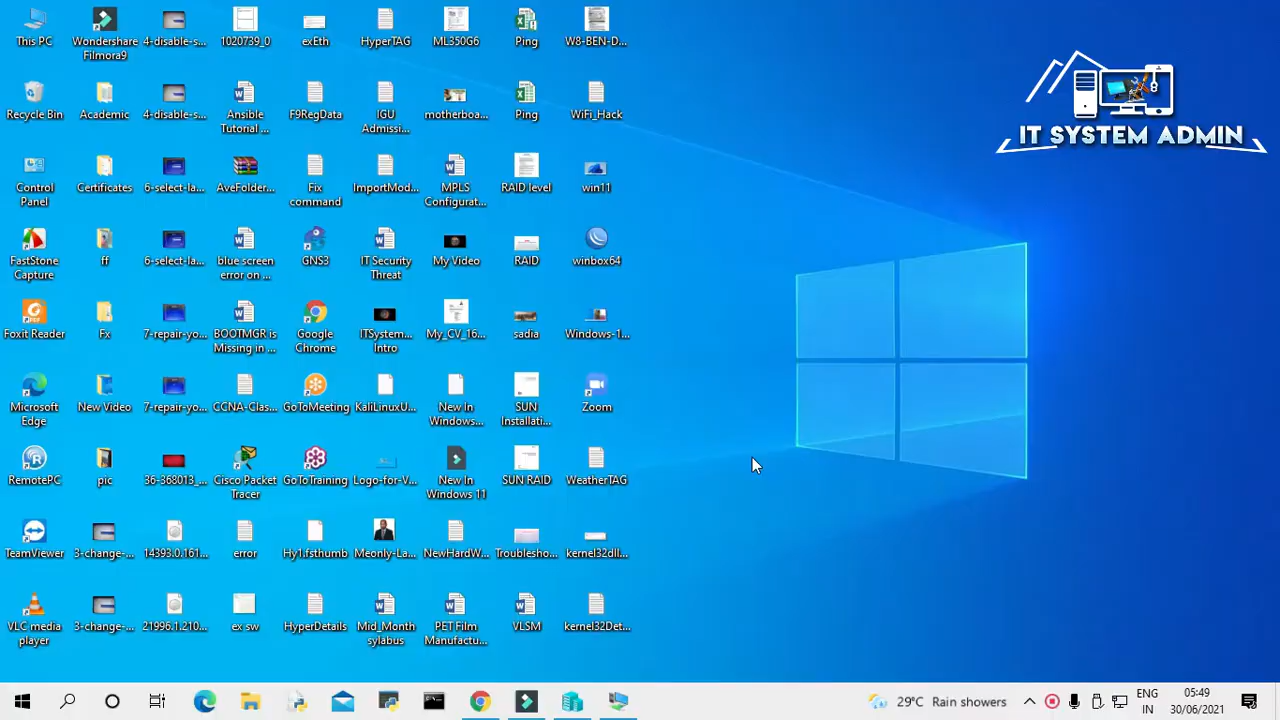 This PC
Wondershare
Filmora9
4-disable-s...
1020739_0
exEth
HyperTAG
ML350G6
Ping
W8-BEN-D...
IT SYSTEM ADMIN
Recycle Bin
Academic
4-disable-s...
Ansible
Tutorial ...
F9RegData
IGU
Admissi...
motherboa...
Ping
WiFi_Hack
Control
Panel
Certificates
6-select-la...
AveFolder...
Fix
command
ImportMod...
MPLS
Configurat...
RAID level
win11
FastStone
Capture
ff
6-select-la...
blue screen
error on ...
GNS3
IT Security
Threat
My Video
RAID
winbox64
Foxit Reader
Fx
7-repair-yo...
BOOTMGR is
Missing in ...
Google
Chrome
ITSystem...
Intro
My_CV_16...
sadia
Windows-1...
Microsoft
Edge
New Video
7-repair-yo...
CCNA-Clas...
GoToMeeting
KaliLinuxU...
New In
Windows...
SUN
Installati...
Zoom
RemotePC
pic
36-368013_...
Cisco Packet
Tracer
GoToTraining
Logo-for-V...
New In
Windows 11
SUN RAID
WeatherTAG
TeamViewer
3-change-...
14393.0.161...
error
Hy1.fsthumb
Meonly-La...
NewHardW...
Troublesho...
kernel32dll...
VLC media
player
3-change-...
21996.1.210...
ex sw
HyperDetails
Mid_Month
sylabus
PET Film
Manufactu...
VLSM
kernel32Det...
29°C Rain showers
ENG
IN
05:49
30/06/2021